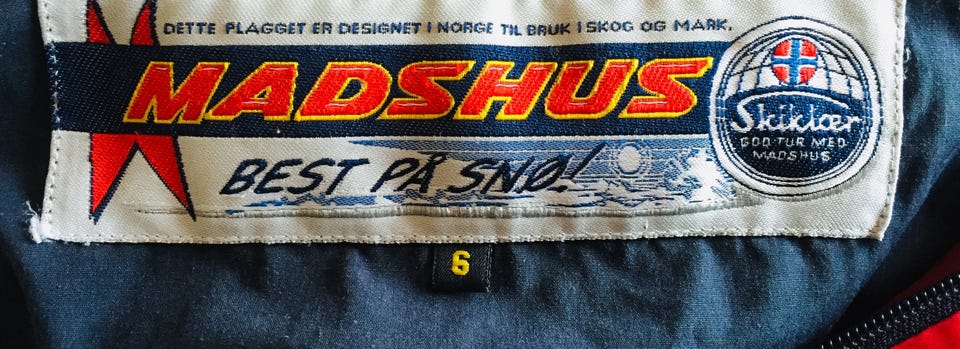 DETTE PLAGGET ER DESIGNET I NORGE TIL BRUK I SKOG OG MARK.
MADSHUS
Skiklær
GOD TUR MED
MADSHUS
BEST PÅ SNØ!
6